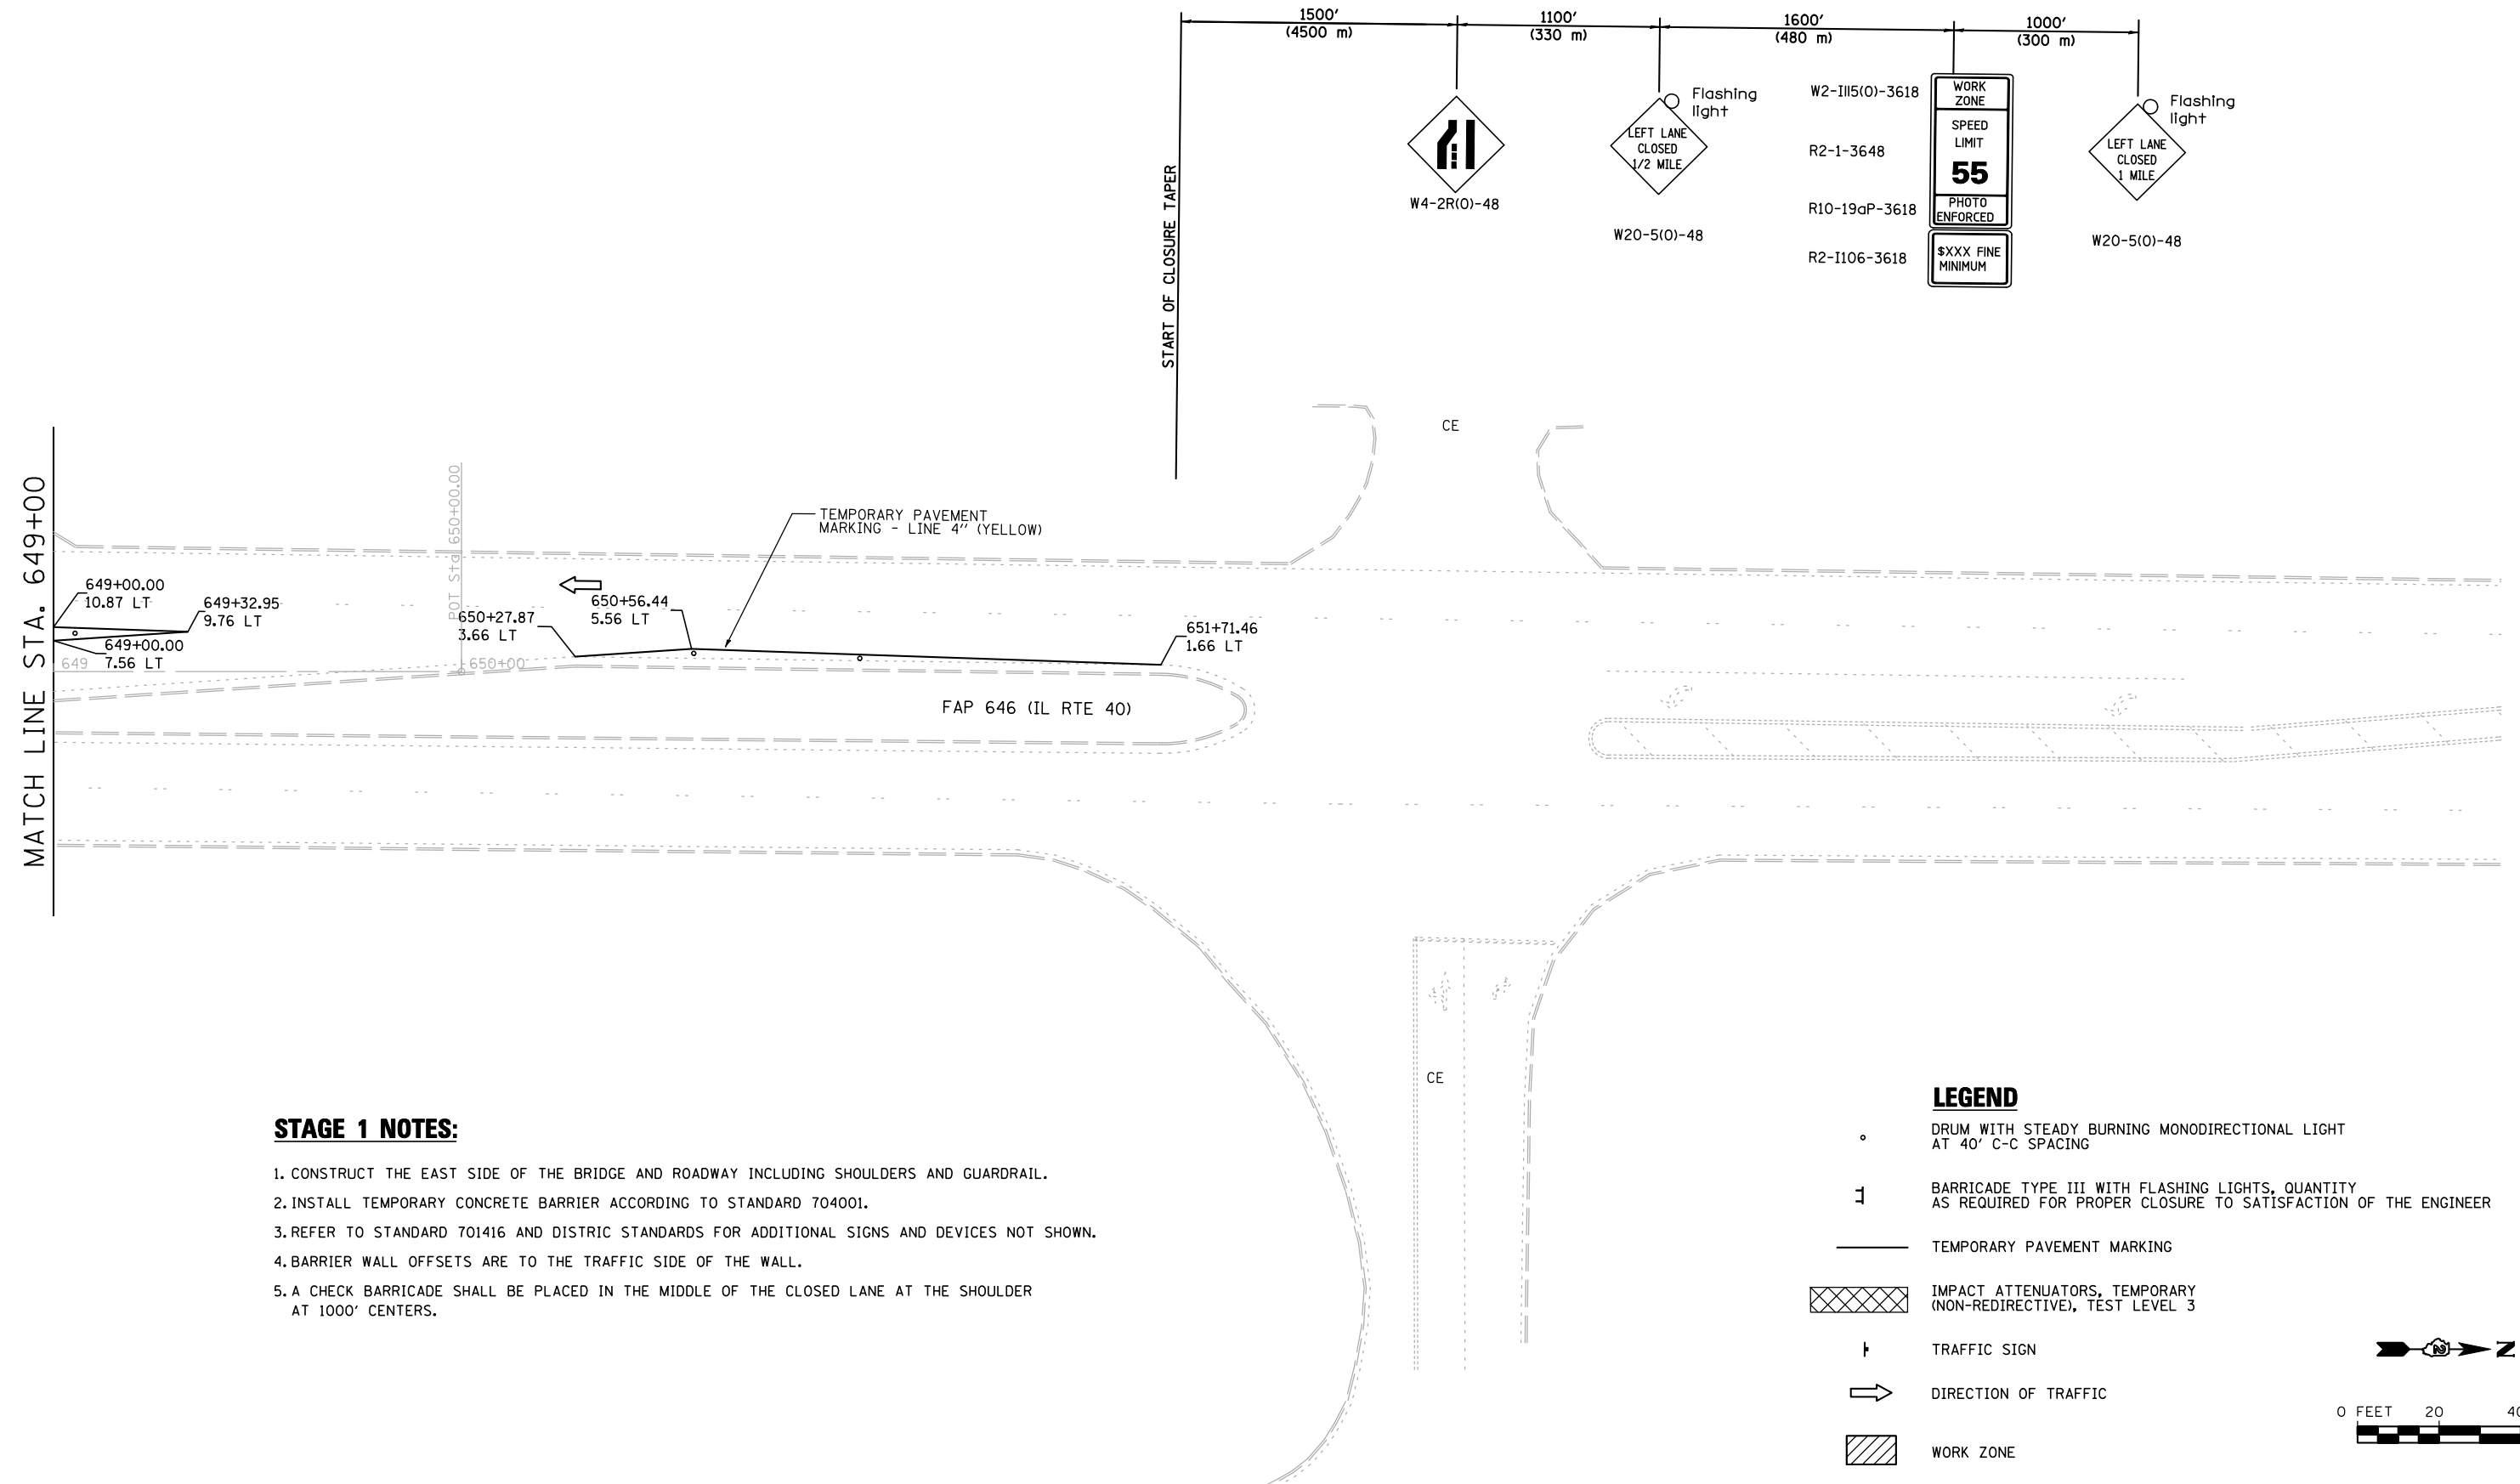 1500' 1100' 1600' 1000'
(4500 m) (330 m) (480 m) (300 m)
START OF CLOSURE TAPER
W4-2R(O)-48
Flashing
light
LEFT LANE
CLOSED
1/2 MILE
W20-5(O)-48
W2-I115(O)-3618
R2-1-3648
R10-19aP-3618
R2-I106-3618
WORK
ZONE
SPEED
LIMIT
55
PHOTO
ENFORCED
$XXX FINE
MINIMUM
Flashing
light
LEFT LANE
CLOSED
1 MILE
W20-5(O)-48
CE
MATCH LINE STA. 649+00
POT Sta 650+00.00
TEMPORARY PAVEMENT
MARKING - LINE 4" (YELLOW)
649+00.00
10.87 LT
649+32.95
9.76 LT
649+00.00
7.56 LT
649
650+00
650+27.87
3.66 LT
650+56.44
5.56 LT
651+71.46
1.66 LT
FAP 646 (IL RTE 40)
CE
STAGE 1 NOTES:
1. CONSTRUCT THE EAST SIDE OF THE BRIDGE AND ROADWAY INCLUDING SHOULDERS AND GUARDRAIL.
2. INSTALL TEMPORARY CONCRETE BARRIER ACCORDING TO STANDARD 704001.
3. REFER TO STANDARD 701416 AND DISTRIC STANDARDS FOR ADDITIONAL SIGNS AND DEVICES NOT SHOWN.
4. BARRIER WALL OFFSETS ARE TO THE TRAFFIC SIDE OF THE WALL.
5. A CHECK BARRICADE SHALL BE PLACED IN THE MIDDLE OF THE CLOSED LANE AT THE SHOULDER
AT 1000' CENTERS.
LEGEND
DRUM WITH STEADY BURNING MONODIRECTIONAL LIGHT
AT 40' C-C SPACING
BARRICADE TYPE III WITH FLASHING LIGHTS, QUANTITY
AS REQUIRED FOR PROPER CLOSURE TO SATISFACTION OF THE ENGINEER
TEMPORARY PAVEMENT MARKING
IMPACT ATTENUATORS, TEMPORARY
(NON-REDIRECTIVE), TEST LEVEL 3
TRAFFIC SIGN
DIRECTION OF TRAFFIC
WORK ZONE
2 N
0 FEET 20 40